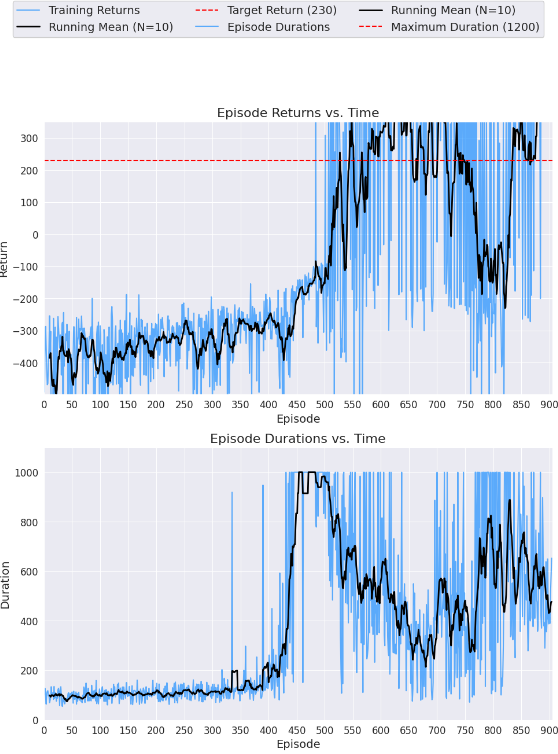 Training Returns Target Return (230) Running Mean (N=10)
Running Mean (N=10) Episode Durations Maximum Duration (1200)
Episode Returns vs. Time
300
200
100
0
−100
−200
−300
−400
Return
0 50 100 150 200 250 300 350 400 450 500 550 600 650 700 750 800 850 900
Episode
Episode Durations vs. Time
1000
800
600
400
200
0
Duration
0 50 100 150 200 250 300 350 400 450 500 550 600 650 700 750 800 850 900
Episode